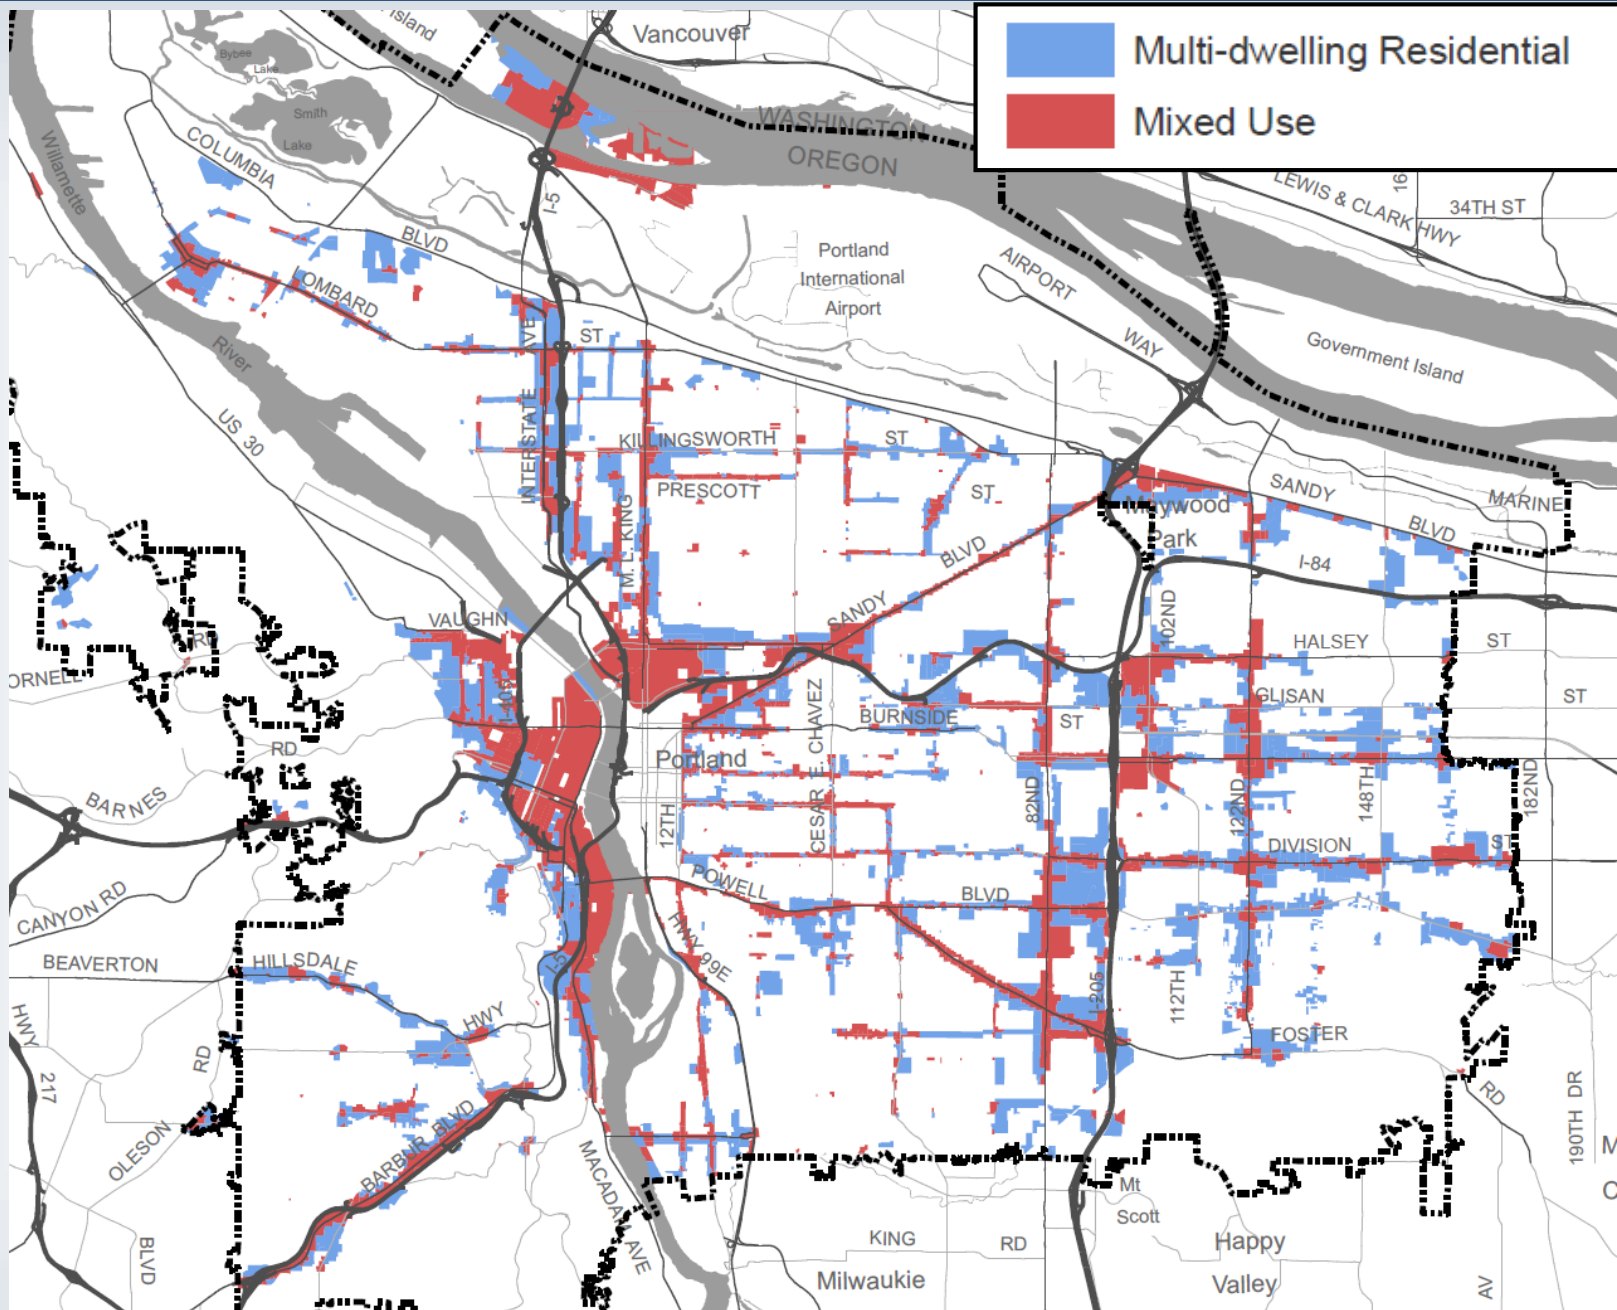 Multi-dwelling Residential
Mixed Use
Island
Vancouver
Bybee
Lake
Smith
Lake
WASHINGTON
OREGON
COLUMBIA
BLVD
Willamette
River
I-5
LEWIS & CLARK HWY
34TH ST
16
Portland
International
Airport
AIRPORT
WAY
Government Island
LOMBARD
ST
INTERSTATE AVE
US 30
KILLINGSWORTH
ST
PRESCOTT
ST
M. L. KING
SANDY
BLVD
Maywood
Park
SANDY
BLVD
MARINE
I-84
VAUGHN
RD
ORNELL
102ND
HALSEY
ST
GLISAN
ST
I-405
BURNSIDE
ST
RD
BARNES
Portland
CESAR E. CHAVEZ
12TH
82ND
122ND
148TH
182ND
DIVISION
ST
POWELL
BLVD
CANYON RD
BEAVERTON
HILLSDALE
HWY
HWY 99E
I-5
I-205
112TH
FOSTER
RD
HWY
217
RD
OLESON
BARBUR BLVD
MACADAM AVE
190TH DR
M
C
Mt
Scott
KING
RD
Happy
Valley
Milwaukie
BLVD
AV